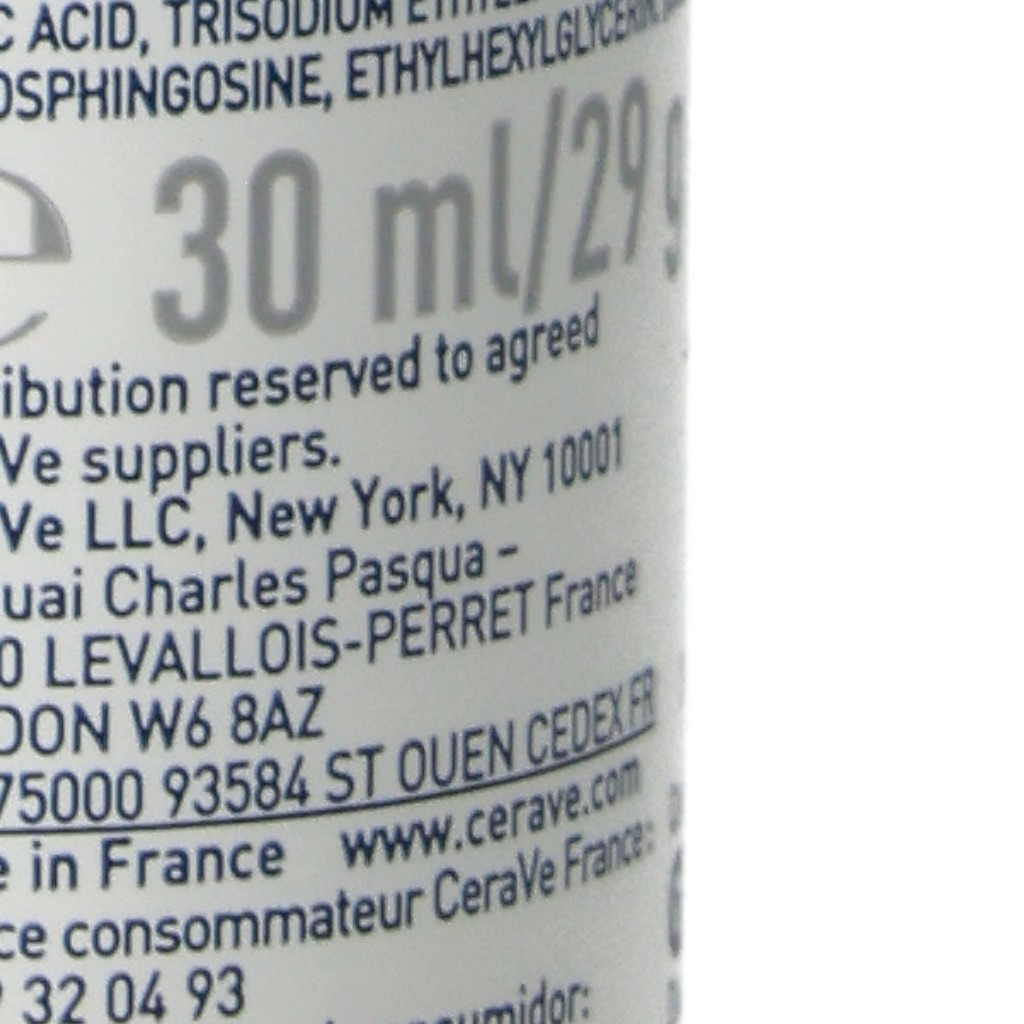 ACID, TRISODIUM
ETHYLHEXYLGLYCERIN,
e 30 ml/29 g
reserved to agreed
Ve suppliers.
Ve LLC, New York, NY 10001
uai Charles Pasqua –
0 LEVALLOIS-PERRET France
DON W6 8AZ
75000 93584 ST OUEN CEDEX FR
e in France www.cerave.com
ce consommateur CeraVe France:
32 04 93